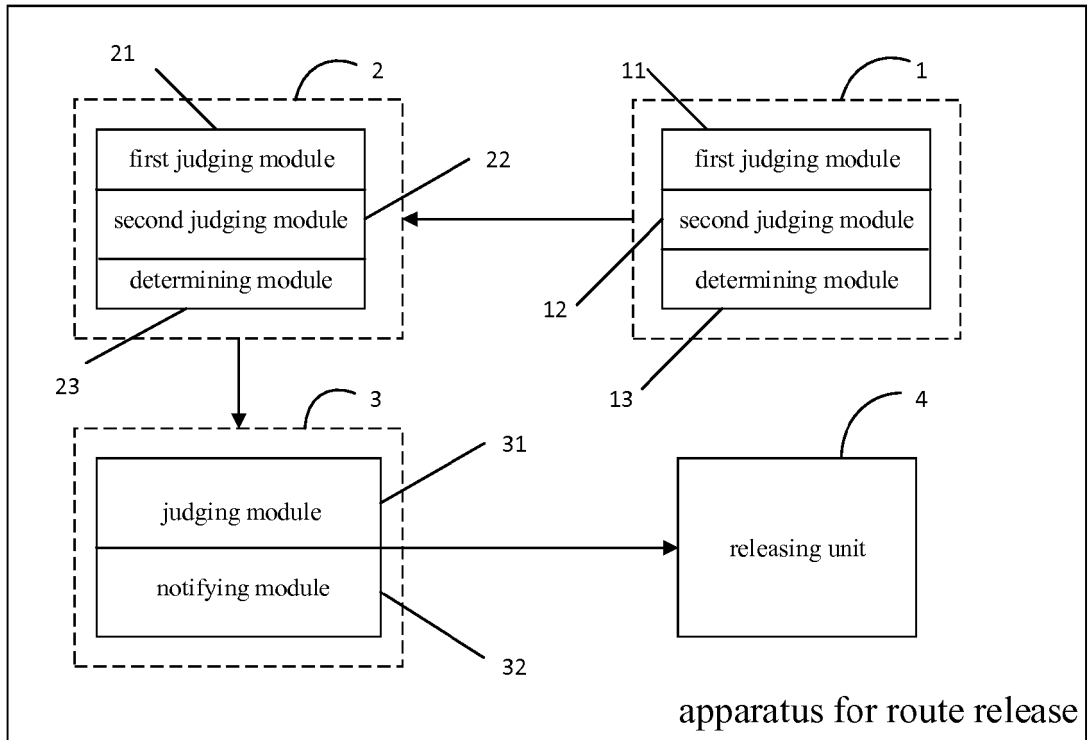 21
2
11
1
first judging module
second judging module
determining module
22
23
first judging module
second judging module
determining module
12
13
3
31
judging module
notifying module
32
4
releasing unit
apparatus for route release